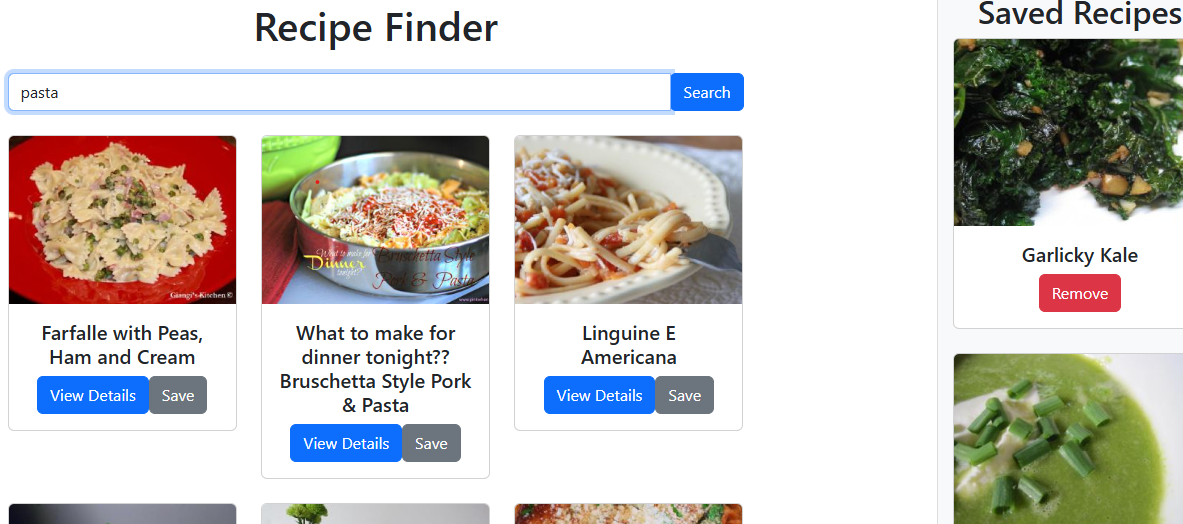 Recipe Finder
Saved Recipes
pasta
Search
Giangi's Kitchen ©
What to make for
Dinner
tonight?
Bruschetta Style
Pork & Pasta
Farfalle with Peas,
Ham and Cream
View Details
Save
What to make for
dinner tonight??
Bruschetta Style Pork
& Pasta
View Details
Save
Linguine E
Americana
View Details
Save
Garlicky Kale
Remove